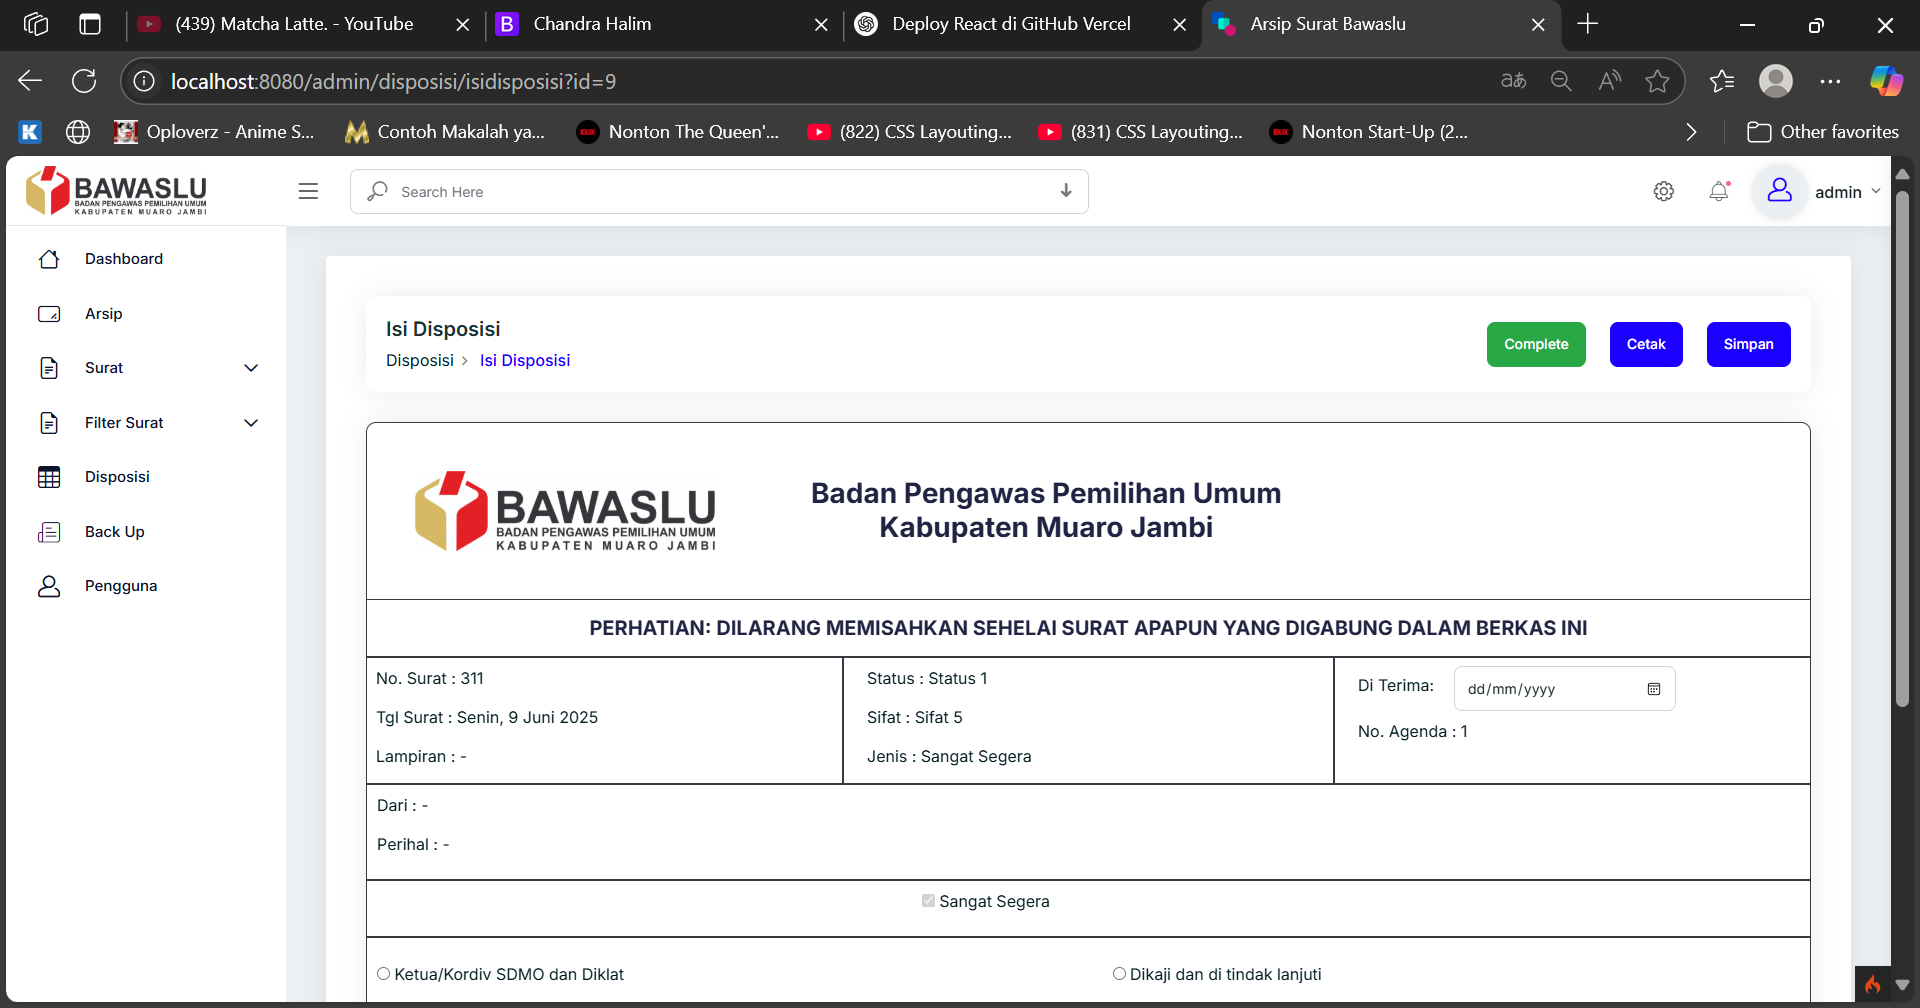 (439) Matcha Latte. - YouTube
Chandra Halim
Deploy React di GitHub Vercel
Arsip Surat Bawaslu
localhost:8080/admin/disposisi/isidisposisi?id=9
Oploverz - Anime S...
Contoh Makalah ya...
Nonton The Queen'...
(822) CSS Layouting...
(831) CSS Layouting...
Nonton Start-Up (2...
Other favorites
BAWASLU
BADAN PENGAWAS PEMILIHAN UMUM
KABUPATEN MUARO JAMBI
Search Here
admin
Dashboard
Arsip
Surat
Filter Surat
Disposisi
Back Up
Pengguna
Isi Disposisi
Disposisi > Isi Disposisi
Complete
Cetak
Simpan
BAWASLU
BADAN PENGAWAS PEMILIHAN UMUM
KABUPATEN MUARO JAMBI
Badan Pengawas Pemilihan Umum
Kabupaten Muaro Jambi
PERHATIAN: DILARANG MEMISAHKAN SEHELAI SURAT APAPUN YANG DIGABUNG DALAM BERKAS INI
No. Surat : 311
Tgl Surat : Senin, 9 Juni 2025
Lampiran : -
Status : Status 1
Sifat : Sifat 5
Jenis : Sangat Segera
Di Terima: dd/mm/yyyy
No. Agenda : 1
Dari : -
Perihal : -
Sangat Segera
Ketua/Kordiv SDMO dan Diklat
Dikaji dan di tindak lanjuti